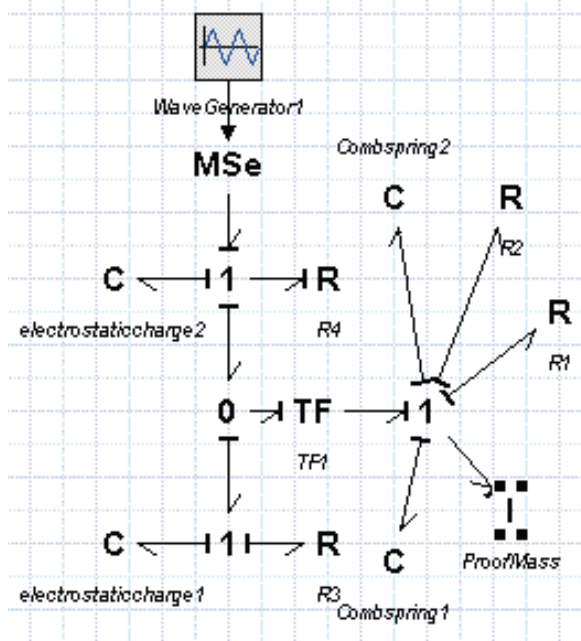 WaveGenerator1
MSe
Combspring2
C R
R2
C 1 R
R
electrostaticcharge2 R4
R1
0 TF 1
TF1
I
C 1 R C
ProofMass
electrostaticcharge1 R3
Combspring1